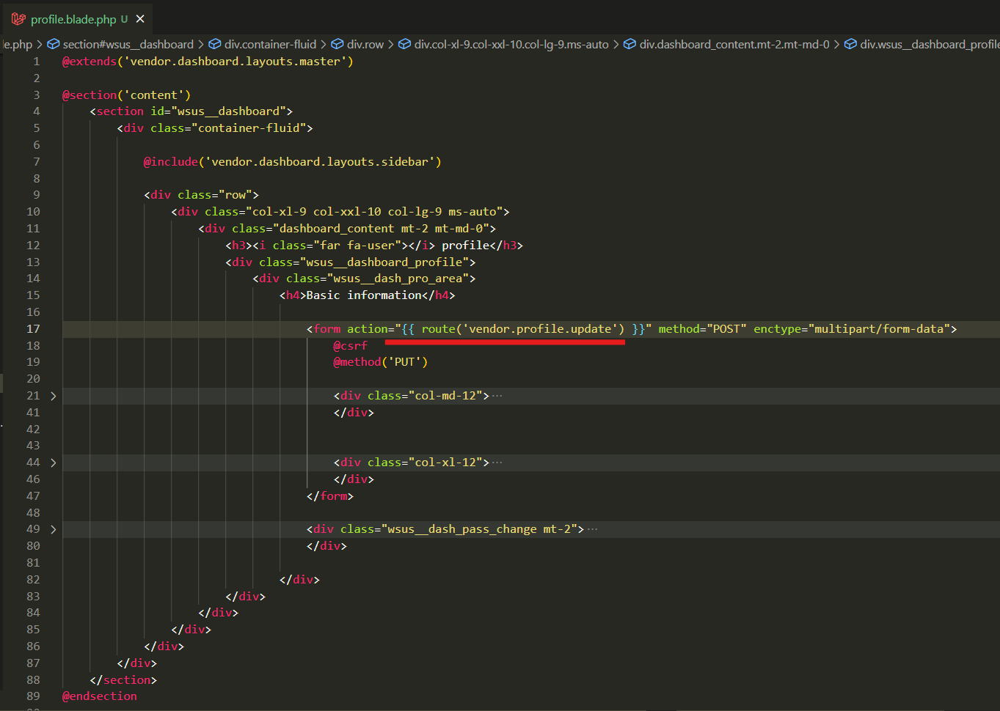 profile.blade.php U ×
e.php > section#wsus__dashboard > div.container-fluid > div.row > div.col-xl-9.col-xxl-10.col-lg-9.ms-auto > div.dashboard_content.mt-2.mt-md-0 > div.wsus__dashboard_profile
1 @extends('vendor.dashboard.layouts.master')
2
3 @section('content')
4 <section id="wsus__dashboard">
5 <div class="container-fluid">
6
7 @include('vendor.dashboard.layouts.sidebar')
8
9 <div class="row">
10 <div class="col-xl-9 col-xxl-10 col-lg-9 ms-auto">
11 <div class="dashboard_content mt-2 mt-md-0">
12 <h3><i class="far fa-user"></i> profile</h3>
13 <div class="wsus__dashboard_profile">
14 <div class="wsus__dash_pro_area">
15 <h4>Basic information</h4>
16
17 <form action="{{ route('vendor.profile.update') }}" method="POST" enctype="multipart/form-data">
18 @csrf
19 @method('PUT')
20
21 <div class="col-md-12">···
41 </div>
42
43
44 <div class="col-xl-12">···
46 </div>
47 </form>
48
49 <div class="wsus__dash_pass_change mt-2">···
80 </div>
81
82 </div>
83 </div>
84 </div>
85 </div>
86 </div>
87 </div>
88 </section>
89 @endsection